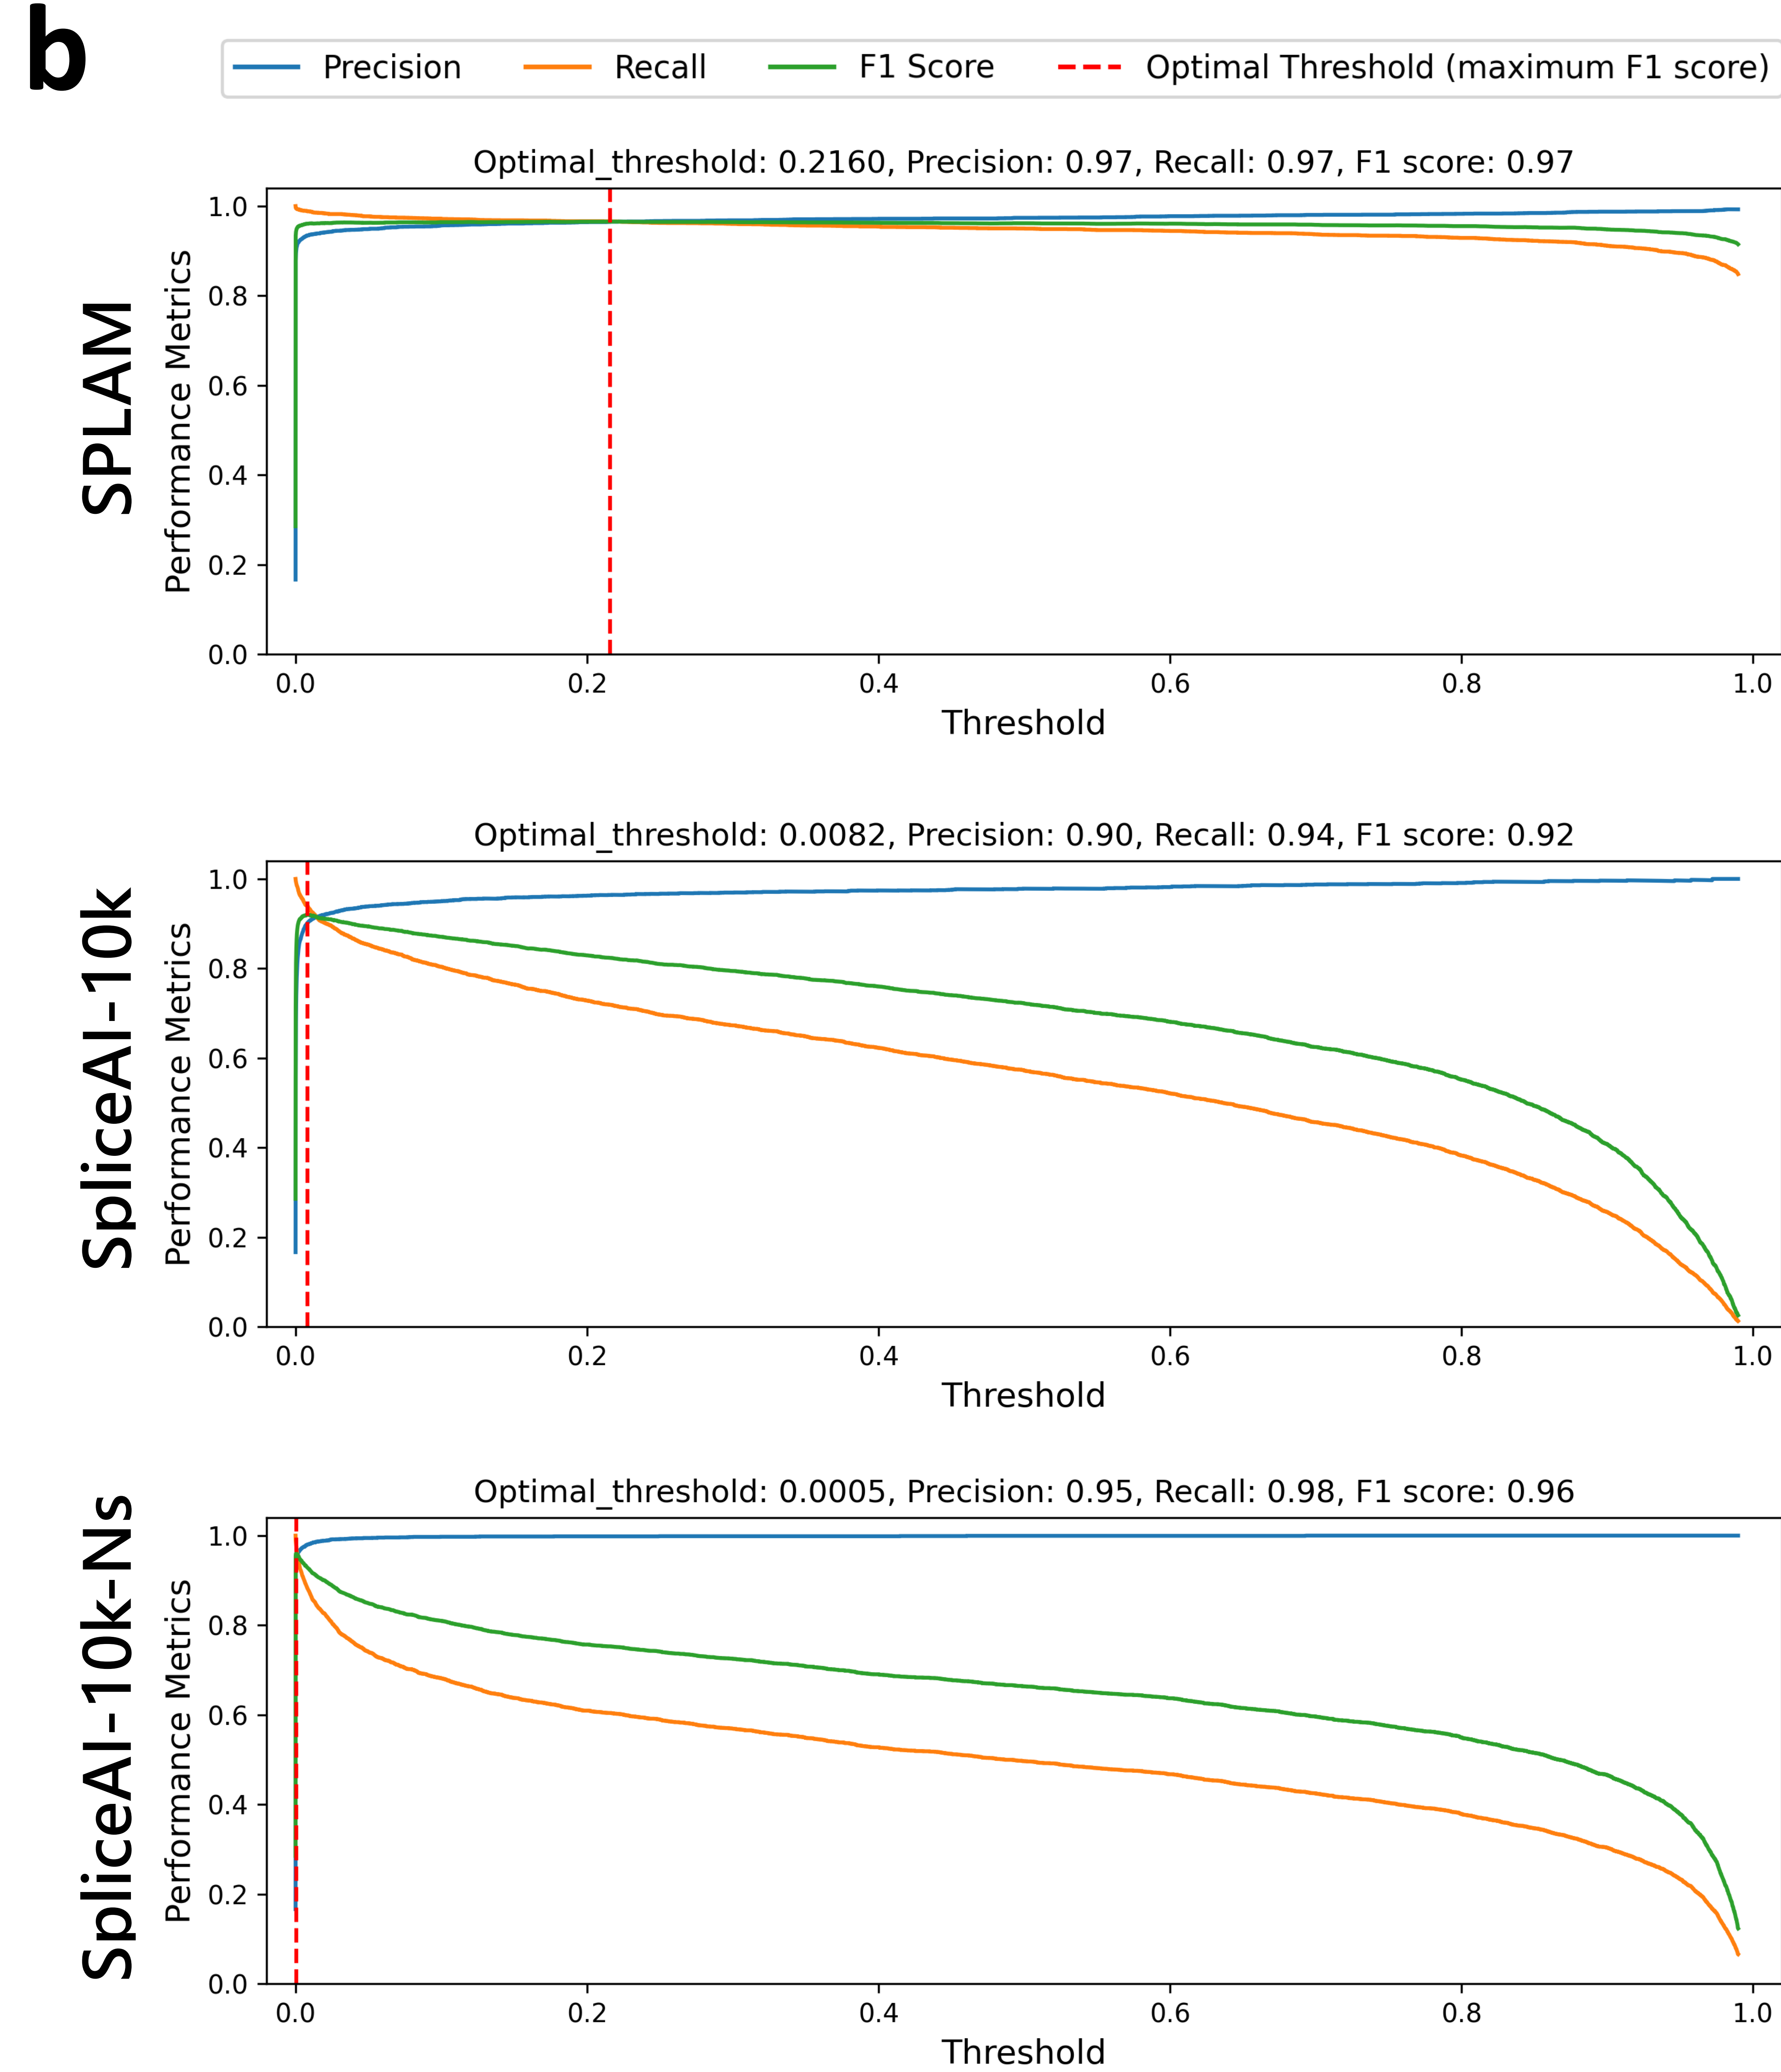 b
Precision Recall F1 Score Optimal Threshold (maximum F1 score)
SPLAM
Optimal_threshold: 0.2160, Precision: 0.97, Recall: 0.97, F1 score: 0.97
Performance Metrics
1.0
0.8
0.6
0.4
0.2
0.0
0.0 0.2 0.4 0.6 0.8 1.0
Threshold
SpliceAI-10k
Optimal_threshold: 0.0082, Precision: 0.90, Recall: 0.94, F1 score: 0.92
Performance Metrics
1.0
0.8
0.6
0.4
0.2
0.0
0.0 0.2 0.4 0.6 0.8 1.0
Threshold
SpliceAI-10k-Ns
Optimal_threshold: 0.0005, Precision: 0.95, Recall: 0.98, F1 score: 0.96
Performance Metrics
1.0
0.8
0.6
0.4
0.2
0.0
0.0 0.2 0.4 0.6 0.8 1.0
Threshold